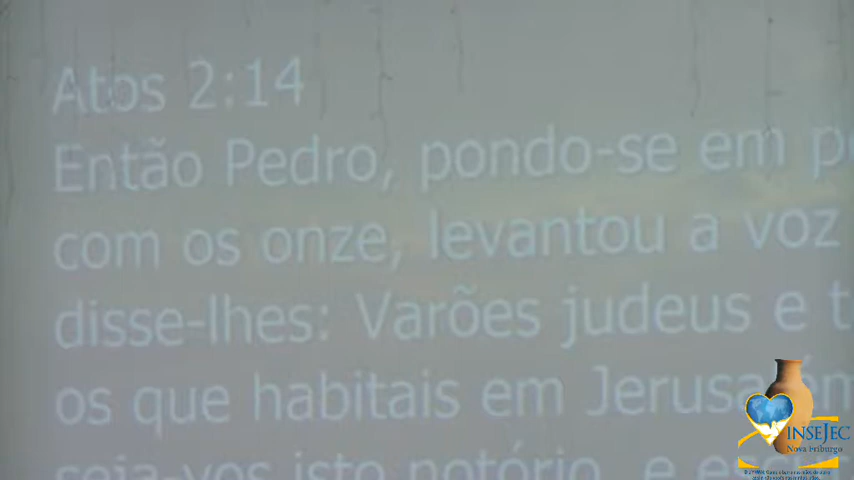 Atos 2:14
Então Pedro, pondo-se em
com os onze, levantou a voz
disse-lhes: Varões judeus e
os que habitais em
seja-vos isto notório, e
INSEJEC
Nova Friburgo